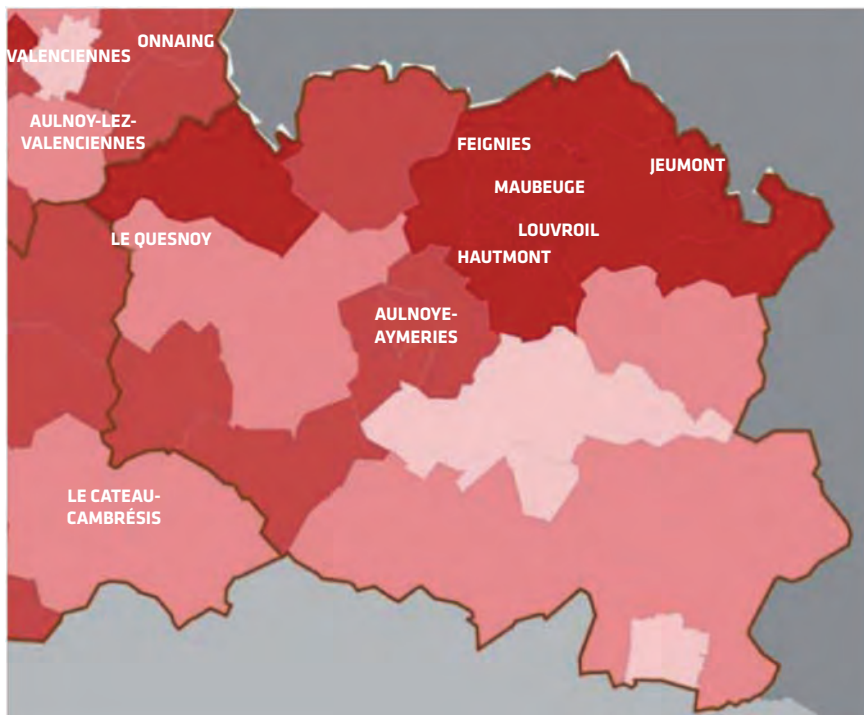 ONNAING
VALENCIENNES
AULNOY-LEZ-
VALENCIENNES
FEIGNIES
JEUMONT
MAUBEUGE
LOUVROIL
LE QUESNOY
HAUTMONT
AULNOYE-
AYMERIES
LE CATEAU-
CAMBRÉSIS